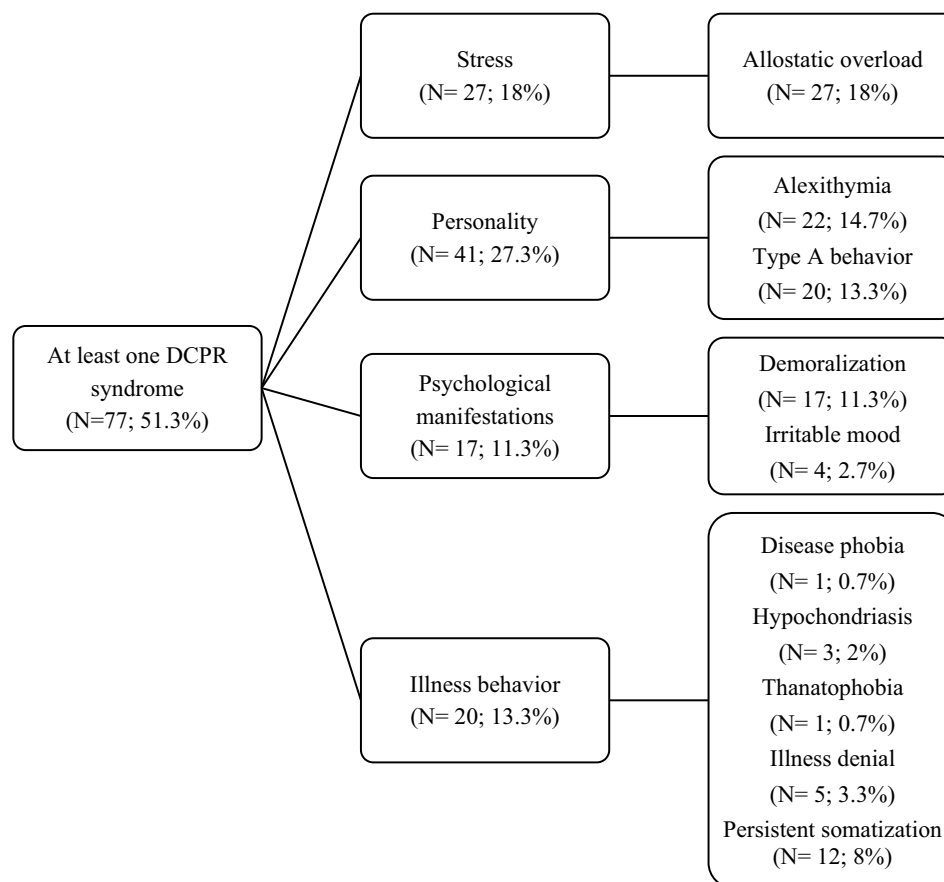 At least one DCPR
syndrome
(N=77; 51.3%)
Stress
(N= 27; 18%)
Allostatic overload
(N= 27; 18%)
Personality
(N= 41; 27.3%)
Alexithymia
(N= 22; 14.7%)
Type A behavior
(N= 20; 13.3%)
Psychological
manifestations
(N= 17; 11.3%)
Demoralization
(N= 17; 11.3%)
Irritable mood
(N= 4; 2.7%)
Illness behavior
(N= 20; 13.3%)
Disease phobia
(N= 1; 0.7%)
Hypochondriasis
(N= 3; 2%)
Thanatophobia
(N= 1; 0.7%)
Illness denial
(N= 5; 3.3%)
Persistent somatization
(N= 12; 8%)